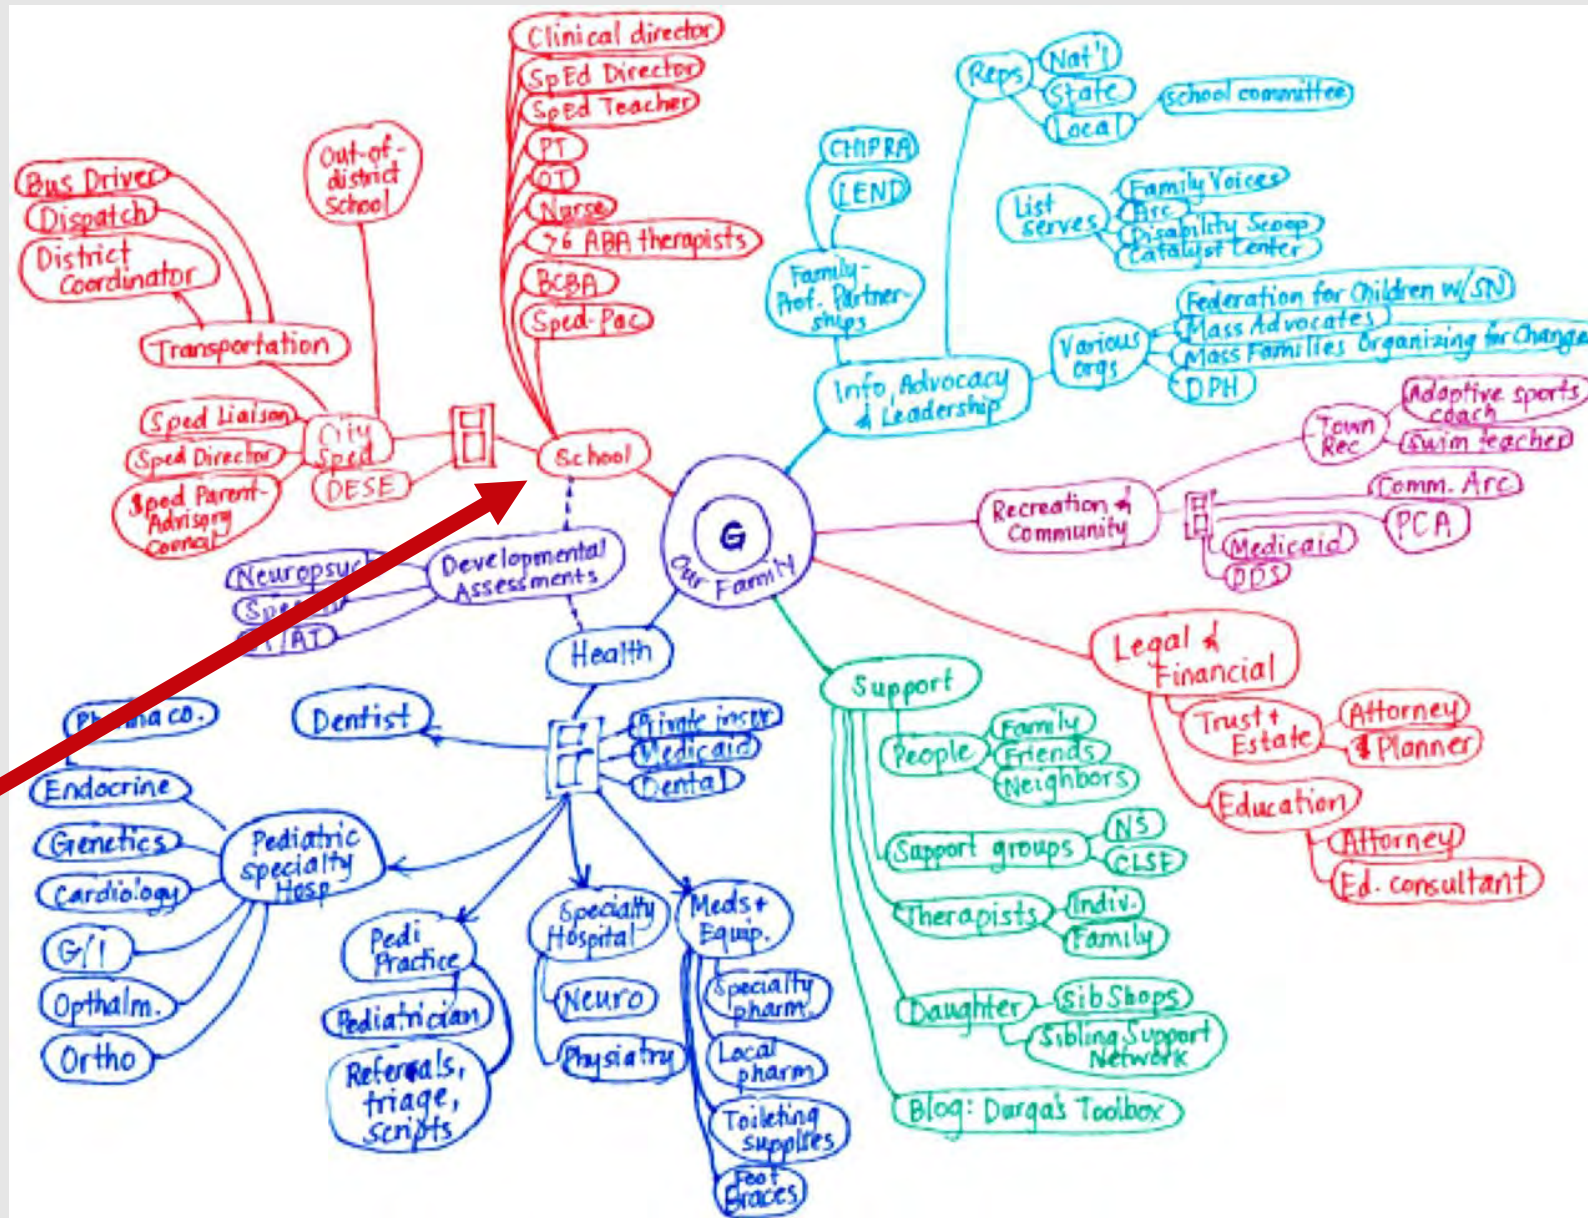 Clinical director
SpEd Director
SpEd Teacher
PT
OT
Nurse
>6 ABA therapists
BCBA
Sped-Pac
Out-of-
district
School
Bus Driver
Dispatch
District
Coordinator
Transportation
Sped Liaison
Sped Director
Sped Parent-
Advisory
Council
City
Sped
DESE
School
Reps
Nat'l
State
Local
school committee
CHIPRA
LEND
Family-
Prof. Partner-
ships
List
serves
Family Voices
Arc
Disability Scoop
Catalyst Center
Various
orgs
Federation for Children w/SN
Mass Advocates
Mass Families Organizing for Change
DPH
Info, Advocacy
& Leadership
Town
Rec
Adaptive sports
coach
Swim teacher
Recreation &
Community
Comm. Arc
PCA
Medicaid
DDS
G
Our Family
Developmental
Assessments
Health
Dentist
Private insur
Medicaid
Dental
Endocrine
Genetics
Cardiology
G/I
Opthalm.
Ortho
Pediatric
Specialty
Hosp
Pedi
Practice
Pediatrician
Referrals,
triage,
scripts
Specialty
Hospital
Neuro
Physiatry
Meds +
Equip.
Specialty
pharm.
Local
pharm
Toileting
supplies
Foot
Braces
Support
People
Family
Friends
Neighbors
Support groups
NS
CLSF
Therapists
Indiv.
Family
Daughter
SibShops
Sibling Support
Network
Blog: Durga's Toolbox
Legal &
Financial
Trust +
Estate
Attorney
$ Planner
Education
Attorney
Ed. consultant